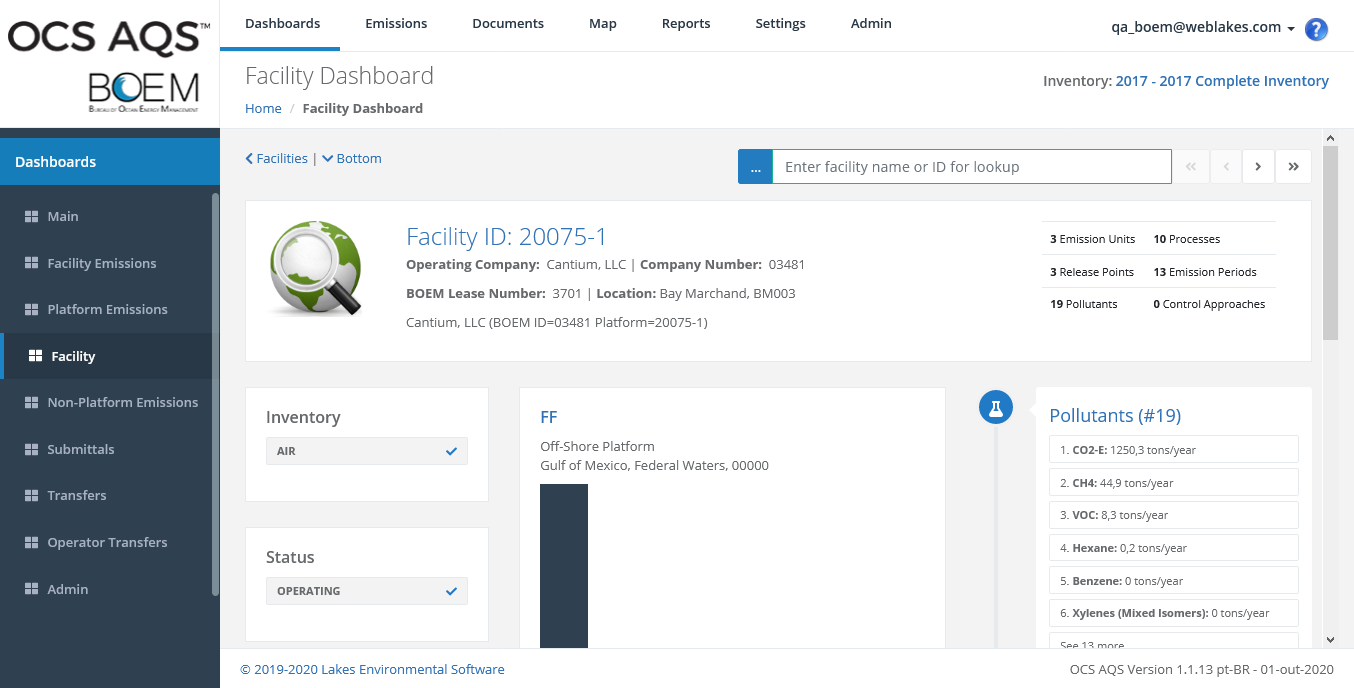 OCS AQS™
BOEM
BUREAU OF OCEAN ENERGY MANAGEMENT
Dashboards Emissions Documents Map Reports Settings Admin
qa_boem@weblakes.com
?
Facility Dashboard
Home / Facility Dashboard
Inventory: 2017 - 2017 Complete Inventory
Dashboards
Main
Facility Emissions
Platform Emissions
Facility
Non-Platform Emissions
Submittals
Transfers
Operator Transfers
Admin
Facilities | Bottom
... Enter facility name or ID for lookup
Facility ID: 20075-1
Operating Company: Cantium, LLC | Company Number: 03481
BOEM Lease Number: 3701 | Location: Bay Marchand, BM003
Cantium, LLC (BOEM ID=03481 Platform=20075-1)
3 Emission Units 10 Processes
3 Release Points 13 Emission Periods
19 Pollutants 0 Control Approaches
Inventory
AIR
Status
OPERATING
FF
Off-Shore Platform
Gulf of Mexico, Federal Waters, 00000
Pollutants (#19)
1. CO2-E: 1250,3 tons/year
2. CH4: 44,9 tons/year
3. VOC: 8,3 tons/year
4. Hexane: 0,2 tons/year
5. Benzene: 0 tons/year
6. Xylenes (Mixed Isomers): 0 tons/year
See 13 more
© 2019-2020 Lakes Environmental Software
OCS AQS Version 1.1.13 pt-BR - 01-out-2020